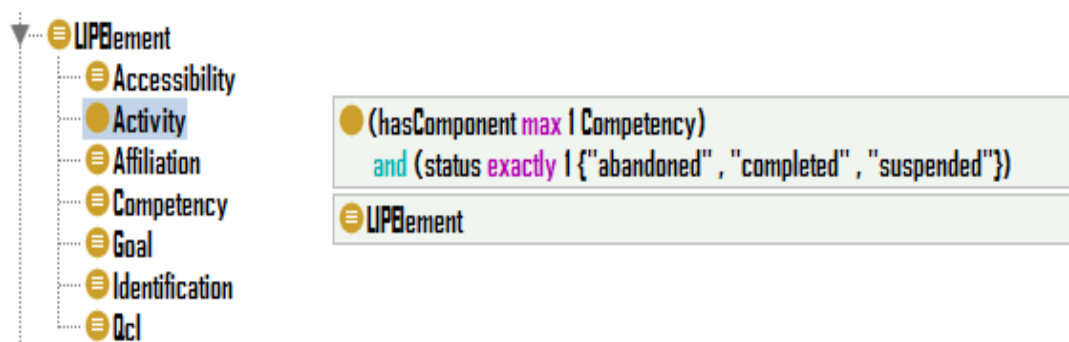 LIPElement
Accessibility
Activity
Affiliation
Competency
Goal
Identification
Qcl
(hasComponent max 1 Competency)
and (status exactly 1 {"abandoned" , "completed" , "suspended"})
LIPElement